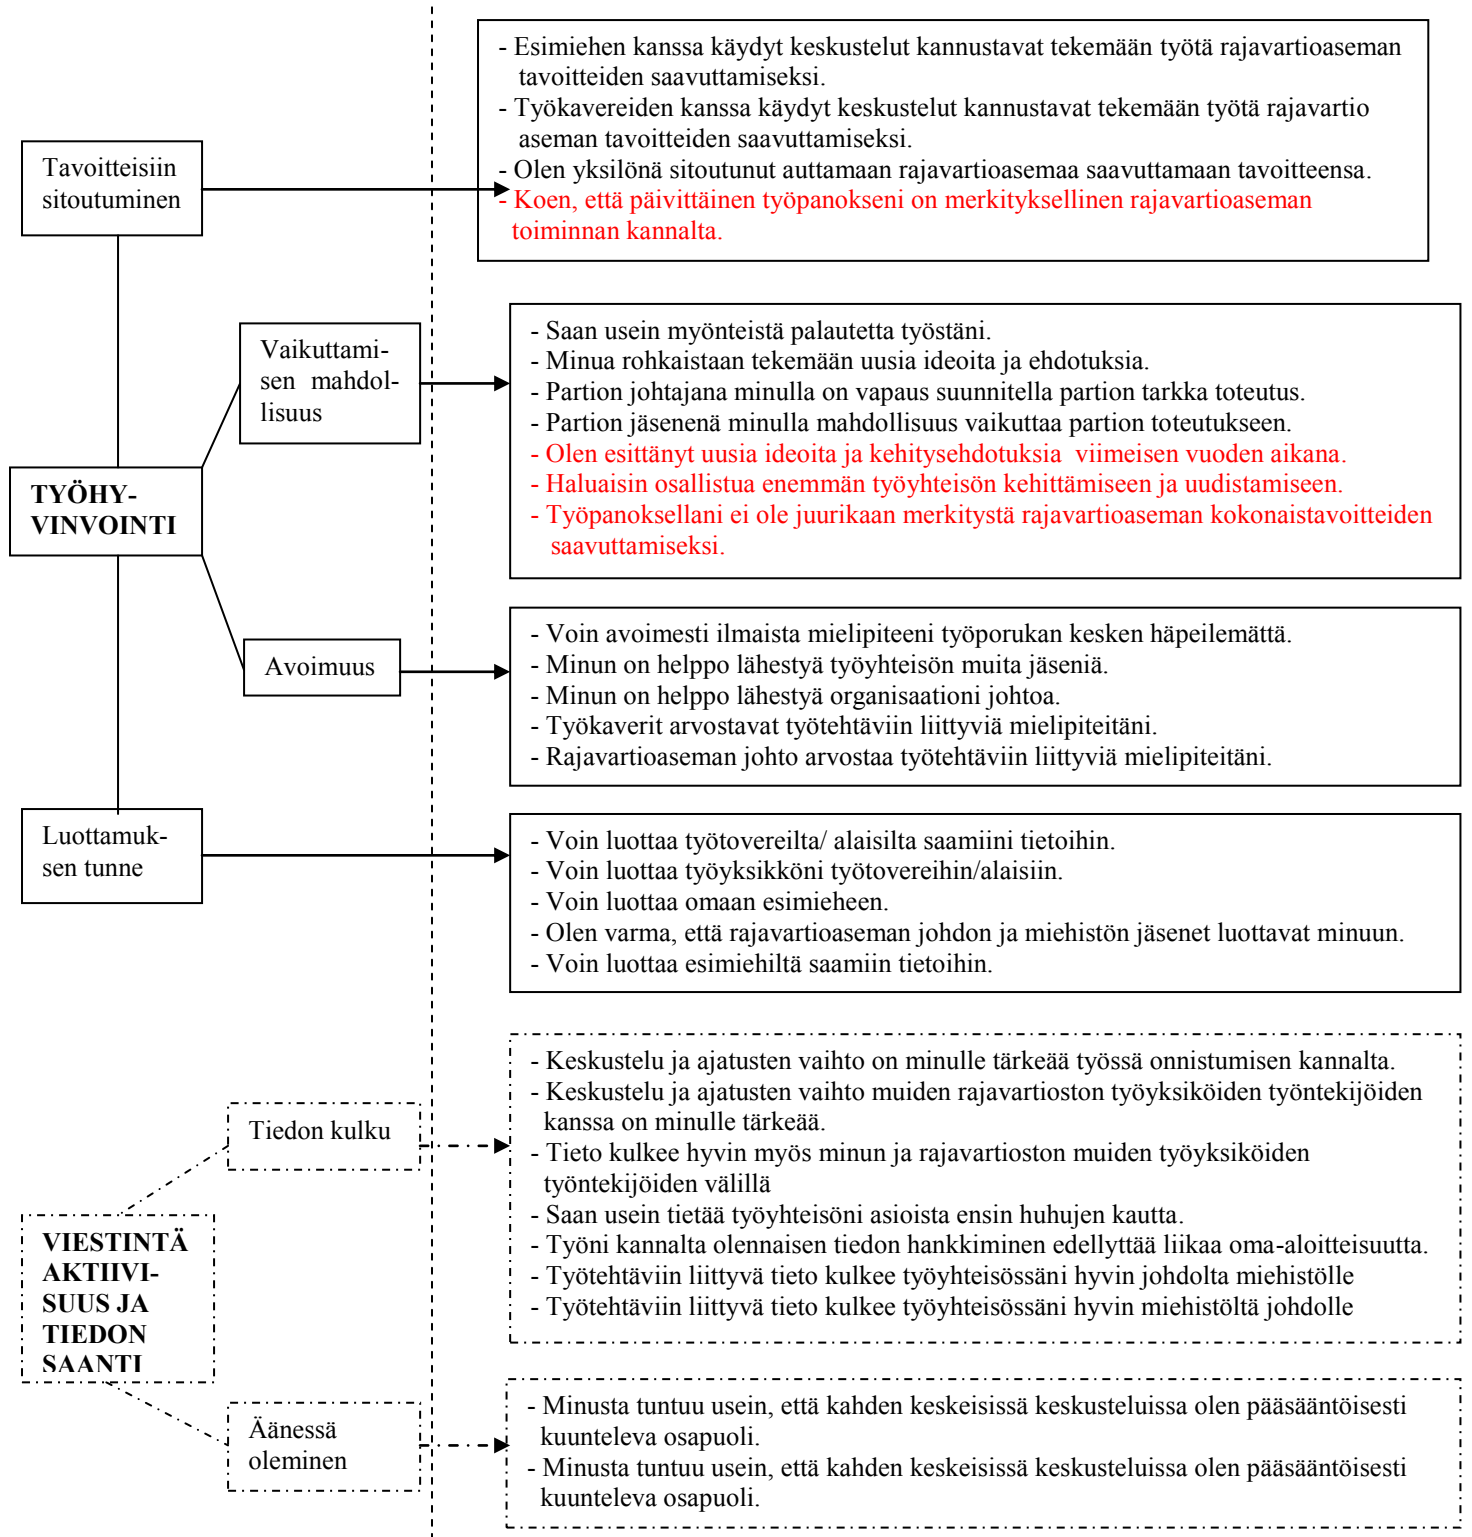 Tavoitteisiin
sitoutuminen
- Esimiehen kanssa käydyt keskustelut kannustavat tekemään työtä rajavartioaseman
tavoitteiden saavuttamiseksi.
- Työkavereiden kanssa käydyt keskustelut kannustavat tekemään työtä rajavartio
aseman tavoitteiden saavuttamiseksi.
- Olen yksilönä sitoutunut auttamaan rajavartioasemaa saavuttamaan tavoitteensa.
- Koen, että päivittäinen työpanokseni on merkityksellinen rajavartioaseman
toiminnan kannalta.
TYÖHY-
VINVOINTI
Vaikuttami-
sen mahdol-
lisuus
- Saan usein myönteistä palautetta työstäni.
- Minua rohkaistaan tekemään uusia ideoita ja ehdotuksia.
- Partion johtajana minulla on vapaus suunnitella partion tarkka toteutus.
- Partion jäsenenä minulla mahdollisuus vaikuttaa partion toteutukseen.
- Olen esittänyt uusia ideoita ja kehitysehdotuksia viimeisen vuoden aikana.
- Haluaisin osallistua enemmän työyhteisön kehittämiseen ja uudistamiseen.
- Työpanoksellani ei ole juurikaan merkitystä rajavartioaseman kokonaistavoitteiden
saavuttamiseksi.
Avoimuus
- Voin avoimesti ilmaista mielipiteeni työporukan kesken häpeilemättä.
- Minun on helppo lähestyä työyhteisön muita jäseniä.
- Minun on helppo lähestyä organisaationi johtoa.
- Työkaverit arvostavat työtehtäviin liittyviä mielipiteitäni.
- Rajavartioaseman johto arvostaa työtehtäviin liittyviä mielipiteitäni.
Luottamuk-
sen tunne
- Voin luottaa työtovereilta/ alaisilta saamiini tietoihin.
- Voin luottaa työyksikköni työtovereihin/alaisiin.
- Voin luottaa omaan esimieheen.
- Olen varma, että rajavartioaseman johdon ja miehistön jäsenet luottavat minuun.
- Voin luottaa esimiehiltä saamiin tietoihin.
VIESTINTÄ
AKTIIVI-
SUUS JA
TIEDON
SAANTI
Tiedon kulku
- Keskustelu ja ajatusten vaihto on minulle tärkeää työssä onnistumisen kannalta.
- Keskustelu ja ajatusten vaihto muiden rajavartioston työyksiköiden työntekijöiden
kanssa on minulle tärkeää.
- Tieto kulkee hyvin myös minun ja rajavartioston muiden työyksiköiden
työntekijöiden välillä
- Saan usein tietää työyhteisöni asioista ensin huhujen kautta.
- Työni kannalta olennaisen tiedon hankkiminen edellyttää liikaa oma-aloitteisuutta.
- Työtehtäviin liittyvä tieto kulkee työyhteisössäni hyvin johdolta miehistölle
- Työtehtäviin liittyvä tieto kulkee työyhteisössäni hyvin miehistöltä johdolle
Äänessä
oleminen
- Minusta tuntuu usein, että kahden keskeisissä keskusteluissa olen pääsääntöisesti
kuunteleva osapuoli.
- Minusta tuntuu usein, että kahden keskeisissä keskusteluissa olen pääsääntöisesti
kuunteleva osapuoli.